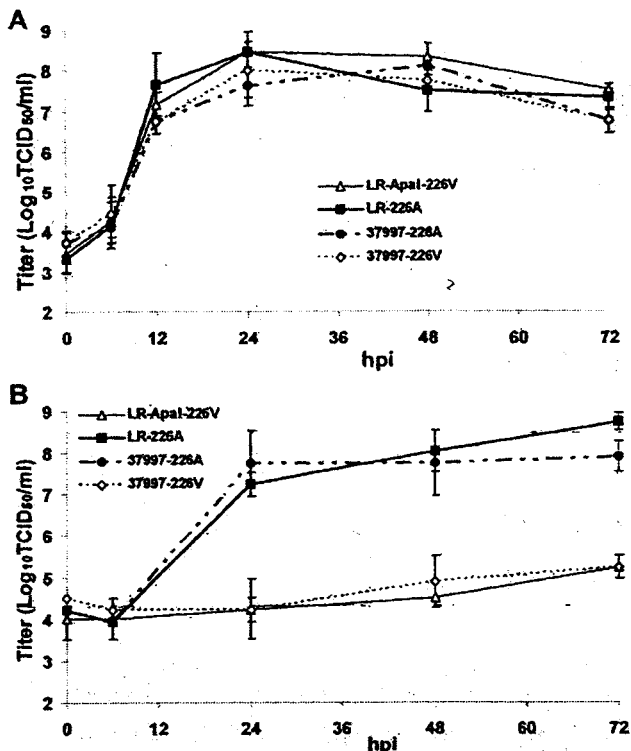 A
Titer (Log10TCID50/ml)
9
8
7
6
5
4
3
2
LR-ApaI-226V
LR-226A
37997-226A
37997-226V
0 12 24 36 48 60 72
hpi
B
Titer (Log10TCID50/ml)
9
8
7
6
5
4
3
2
LR-ApaI-226V
LR-226A
37997-226A
37997-226V
0 12 24 36 48 60 72
hpi